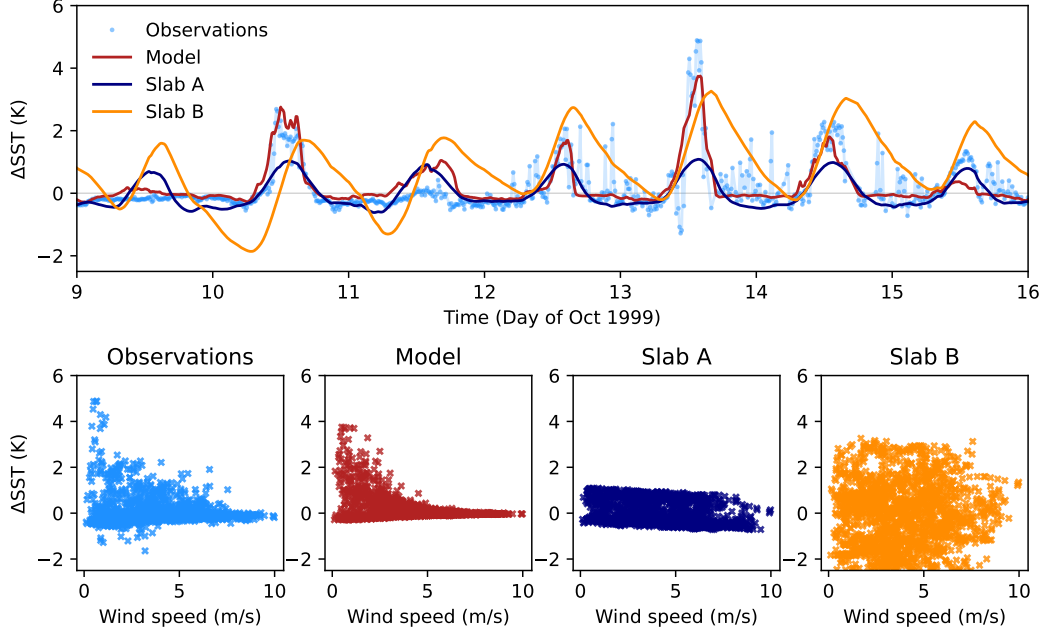 6
4
2
0
−2
ΔSST (K)
Observations
Model
Slab A
Slab B
9 10 11 12 13 14 15 16
Time (Day of Oct 1999)
Observations Model Slab A Slab B
6 6 6 6
4 4 4 4
2 2 2 2
0 0 0 0
−2 −2 −2 −2
ΔSST (K)
0 5 10 0 5 10 0 5 10 0 5 10
Wind speed (m/s) Wind speed (m/s) Wind speed (m/s) Wind speed (m/s)